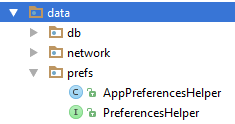 data
db
network
prefs
C AppPreferencesHelper
I PreferencesHelper